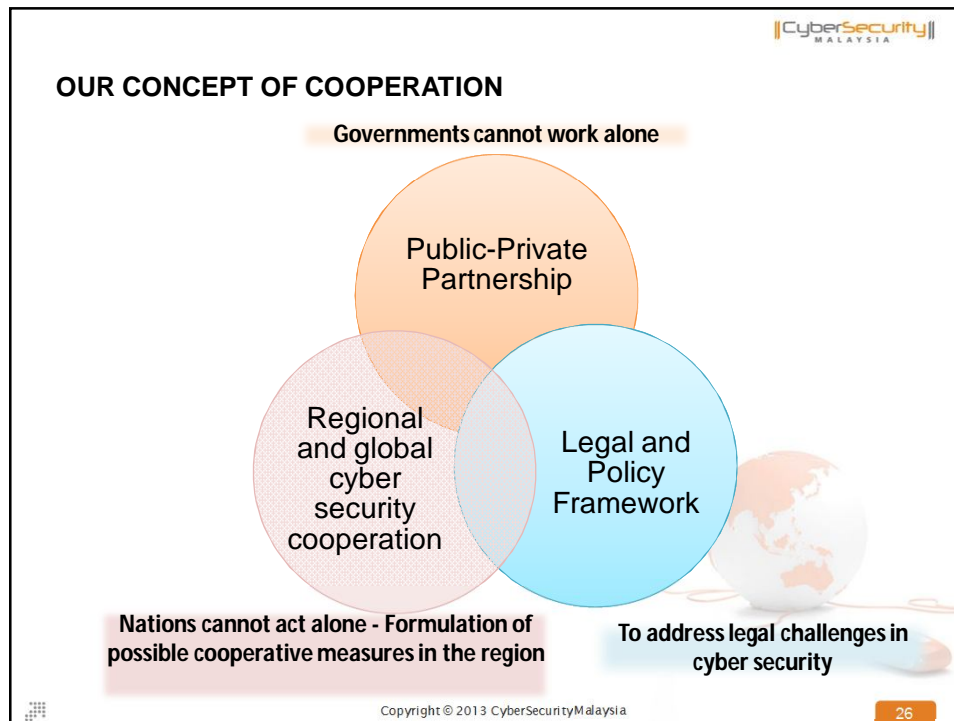 ||CyberSecurity||
MALAYSIA
OUR CONCEPT OF COOPERATION
Governments cannot work alone
Public-Private
Partnership
Regional
and global
cyber
security
cooperation
Legal and
Policy
Framework
Nations cannot act alone - Formulation of
possible cooperative measures in the region
To address legal challenges in
cyber security
Copyright © 2013 CyberSecurityMalaysia
26